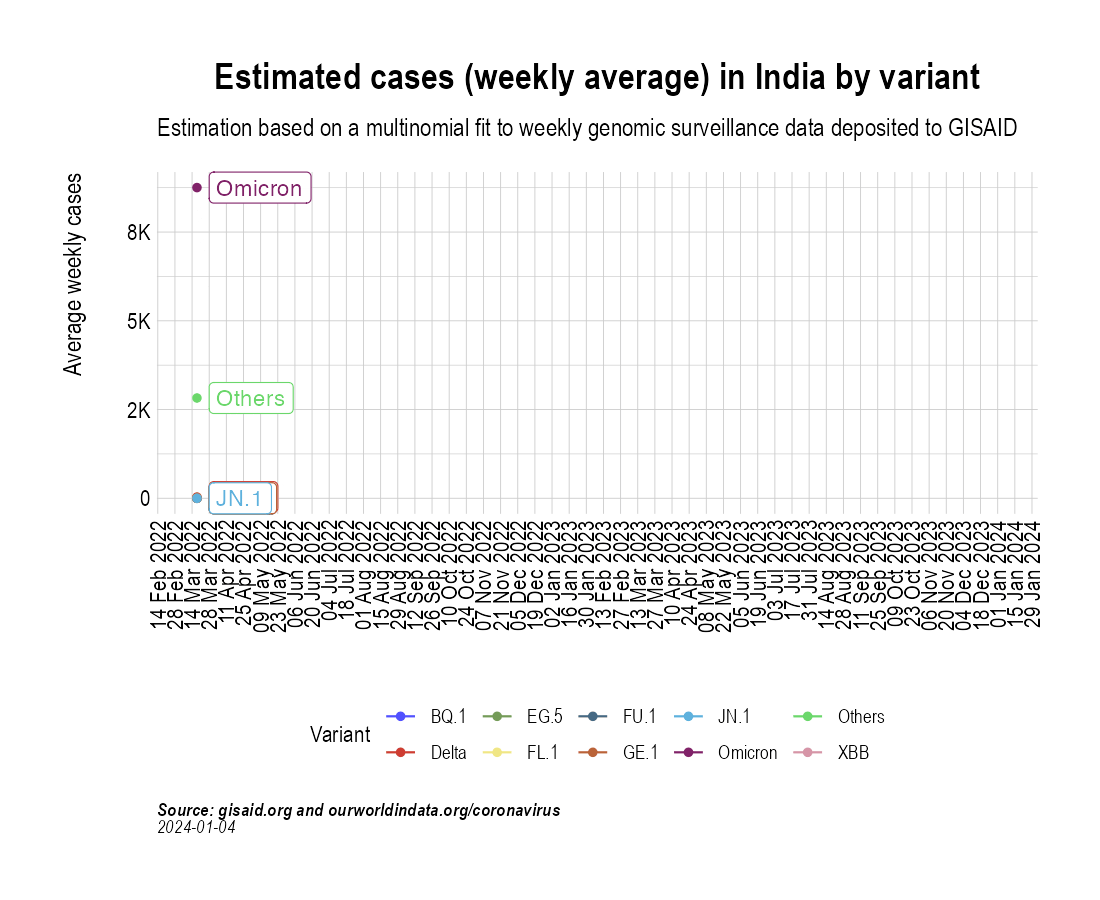 Estimated cases (weekly average) in India by variant
Estimation based on a multinomial fit to weekly genomic surveillance data deposited to GISAID
Average weekly cases
Omicron
8K
5K
Others
2K
JN.1
0
14 Feb 2022
28 Feb 2022
14 Mar 2022
28 Mar 2022
11 Apr 2022
25 Apr 2022
09 May 2022
23 May 2022
06 Jun 2022
20 Jun 2022
04 Jul 2022
18 Jul 2022
01 Aug 2022
15 Aug 2022
29 Aug 2022
12 Sep 2022
26 Sep 2022
10 Oct 2022
24 Oct 2022
07 Nov 2022
21 Nov 2022
05 Dec 2022
19 Dec 2022
02 Jan 2023
16 Jan 2023
30 Jan 2023
13 Feb 2023
27 Feb 2023
13 Mar 2023
27 Mar 2023
10 Apr 2023
24 Apr 2023
08 May 2023
22 May 2023
05 Jun 2023
19 Jun 2023
03 Jul 2023
17 Jul 2023
31 Jul 2023
14 Aug 2023
28 Aug 2023
11 Sep 2023
25 Sep 2023
09 Oct 2023
23 Oct 2023
06 Nov 2023
20 Nov 2023
04 Dec 2023
18 Dec 2023
01 Jan 2024
15 Jan 2024
29 Jan 2024
Variant
BQ.1 EG.5 FU.1 JN.1 Others
Delta FL.1 GE.1 Omicron XBB
Source: gisaid.org and ourworldindata.org/coronavirus
2024-01-04